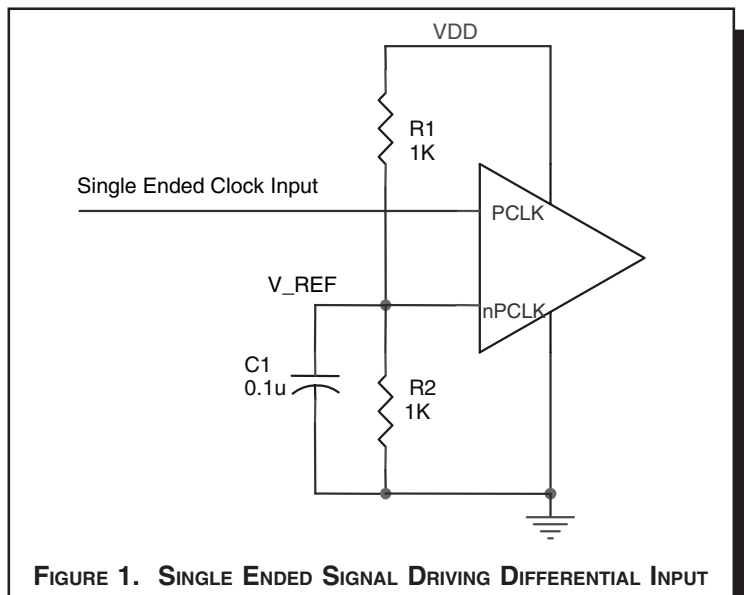 VDD
R1
1K
Single Ended Clock Input
PCLK
V_REF
nPCLK
C1
0.1u
R2
1K
FIGURE 1. SINGLE ENDED SIGNAL DRIVING DIFFERENTIAL INPUT